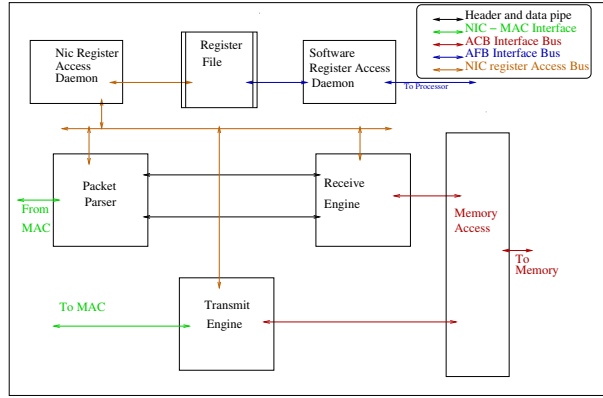 Header and data pipe
NIC − MAC Interface
ACB Interface Bus
AFB Interface Bus
NIC register Access Bus
Nic Register
Access
Daemon
Register
File
Software
Register Access
Daemon
To Processor
Packet
Parser
Receive
Engine
From
MAC
Memory
Access
To
Memory
To MAC
Transmit
Engine